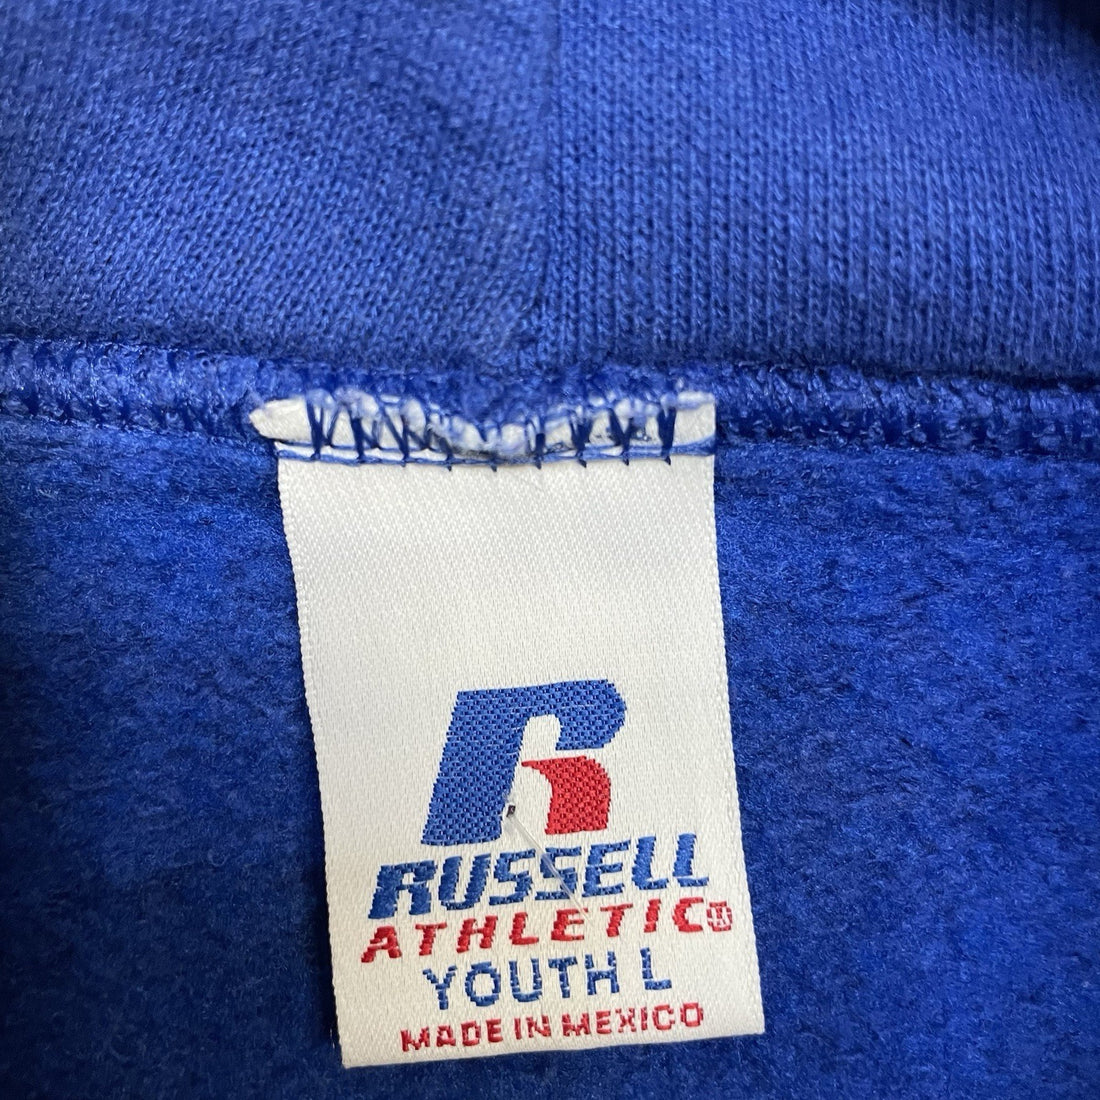 R
RUSSELL
ATHLETIC®
YOUTH L
MADE IN MEXICO